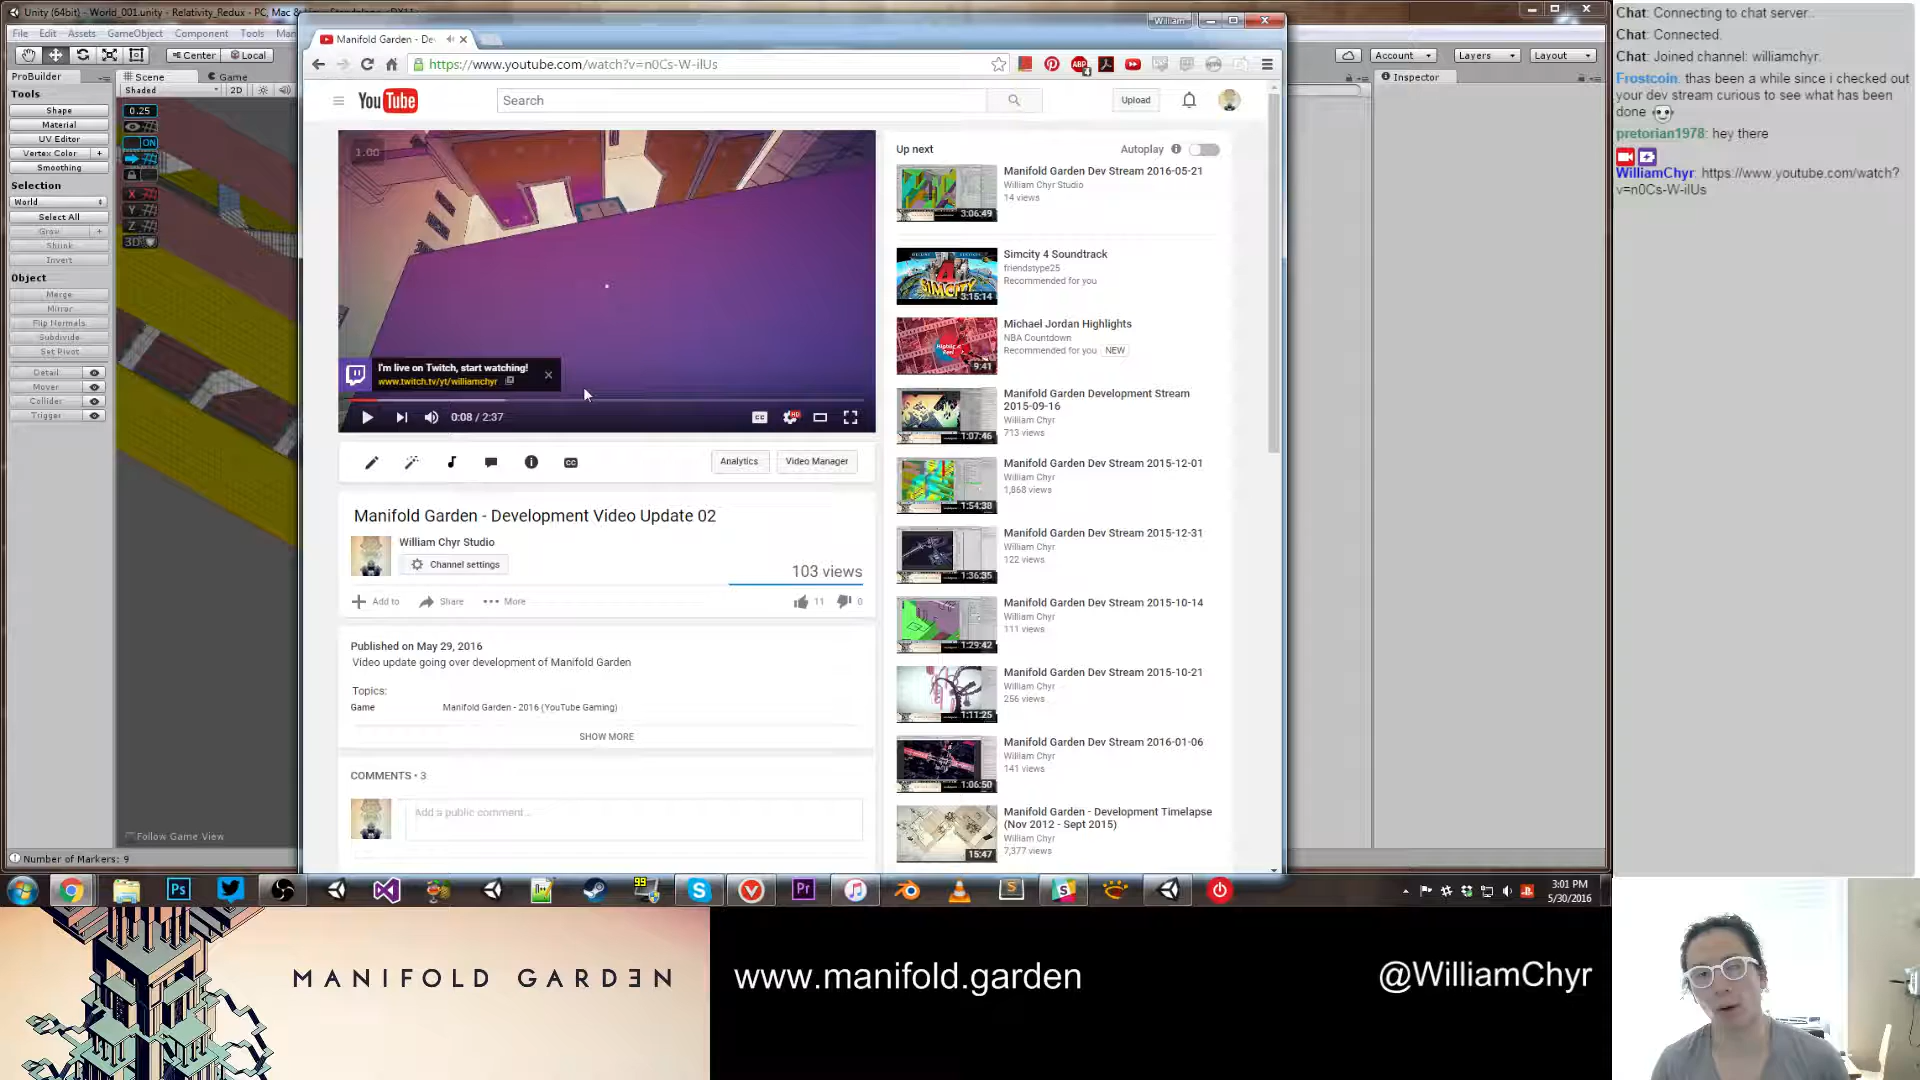 Unity (64bit) - World_001.unity - Relativity_Redux - PC, Mac &
File Edit Assets GameObject Component Tools
Center Local
Account Layers Layout
ProBuilder
Scene Game
Inspector
Shaded 2D
Tools
Shape
Material
UV Editor
Vertex Color +
Smoothing
Selection
World
Select All
Grow +
Shrink
Invert
Object
Merge
Mirror
Flip Normals
Subdivide
Set Pivot
Detail
Mover
Collider
Trigger
0.25
ON
X
Y
Z
3D
Follow Game View
Number of Markers: 9
William
Manifold Garden - De
https://www.youtube.com/watch?v=n0Cs-W-ilUs
YouTube
Search
Upload
1.00
I'm live on Twitch, start watching!
www.twitch.tv/yt/williamchyr
0:08 / 2:37
Analytics
Video Manager
Manifold Garden - Development Video Update 02
William Chyr Studio
Channel settings
103 views
Add to Share More
11 0
Published on May 29, 2016
Video update going over development of Manifold Garden
Topics:
Game Manifold Garden - 2016 (YouTube Gaming)
SHOW MORE
COMMENTS • 3
Add a public comment...
Up next
Autoplay
Manifold Garden Dev Stream 2016-05-21
William Chyr Studio
14 views
3:06:49
Simcity 4 Soundtrack
friendstype25
Recommended for you
3:15:14
Michael Jordan Highlights
NBA Countdown
Recommended for you NEW
9:41
Manifold Garden Development Stream
2015-09-16
William Chyr
713 views
1:07:46
Manifold Garden Dev Stream 2015-12-01
William Chyr
1,868 views
1:54:38
Manifold Garden Dev Stream 2015-12-31
William Chyr
122 views
1:36:35
Manifold Garden Dev Stream 2015-10-14
William Chyr
111 views
1:29:42
Manifold Garden Dev Stream 2015-10-21
William Chyr
256 views
1:11:25
Manifold Garden Dev Stream 2016-01-06
William Chyr
141 views
1:06:50
Manifold Garden - Development Timelapse
(Nov 2012 - Sept 2015)
William Chyr
7,377 views
15:47
Chat: Connecting to chat server..
Chat: Connected.
Chat: Joined channel: williamchyr.
Frostcoin: thas been a while since i checked out
your dev stream curious to see what has been
done
pretorian1978: hey there
WilliamChyr: https://www.youtube.com/watch?
v=n0Cs-W-ilUs
3:01 PM
5/30/2016
MANIFOLD GARDEN
www.manifold.garden
@WilliamChyr